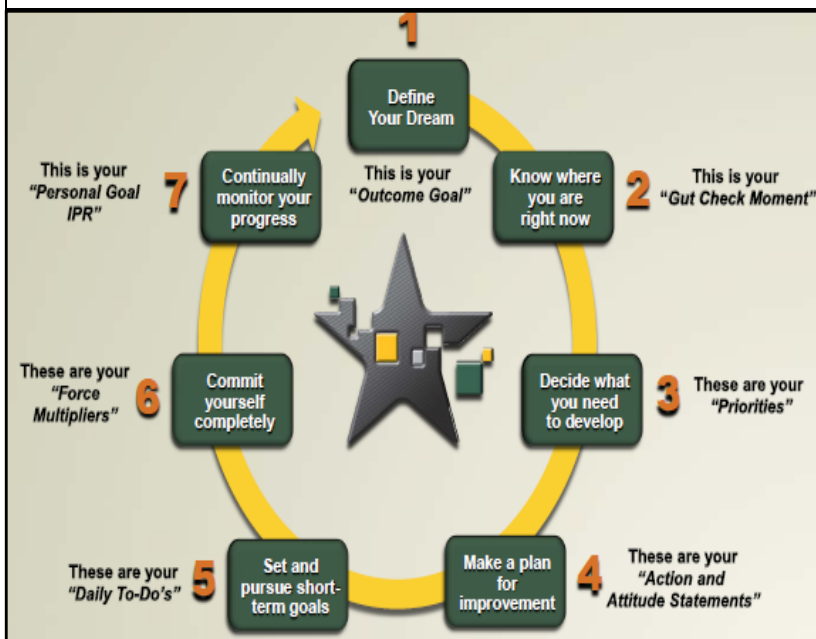 1
Define
Your Dream
This is your
“Outcome Goal”
Know where
you are
right now
2
This is your
“Gut Check Moment”
Decide what
you need
to develop
3
These are your
“Priorities”
Make a plan
for
improvement
4
These are your
“Action and
Attitude Statements”
Set and
pursue short-
term goals
5
These are your
“Daily To-Do’s”
Commit
yourself
completely
6
These are your
“Force
Multipliers”
Continually
monitor your
progress
7
This is your
“Personal Goal
IPR”